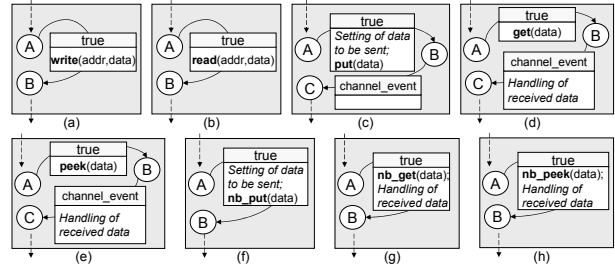 true
A
write(addr,data)
B
(a)
true
A
read(addr,data)
B
(b)
true
Setting of data
to be sent;
put(data)
A
B
channel_event
C
(c)
true
get(data)
A
B
channel_event
C
Handling of
received data
(d)
true
peek(data)
A
B
channel_event
C
Handling of
received data
(e)
true
Setting of data
to be sent;
nb_put(data)
A
B
(f)
true
nb_get(data);
Handling of
received data
A
B
(g)
true
nb_peek(data);
Handling of
received data
A
B
(h)